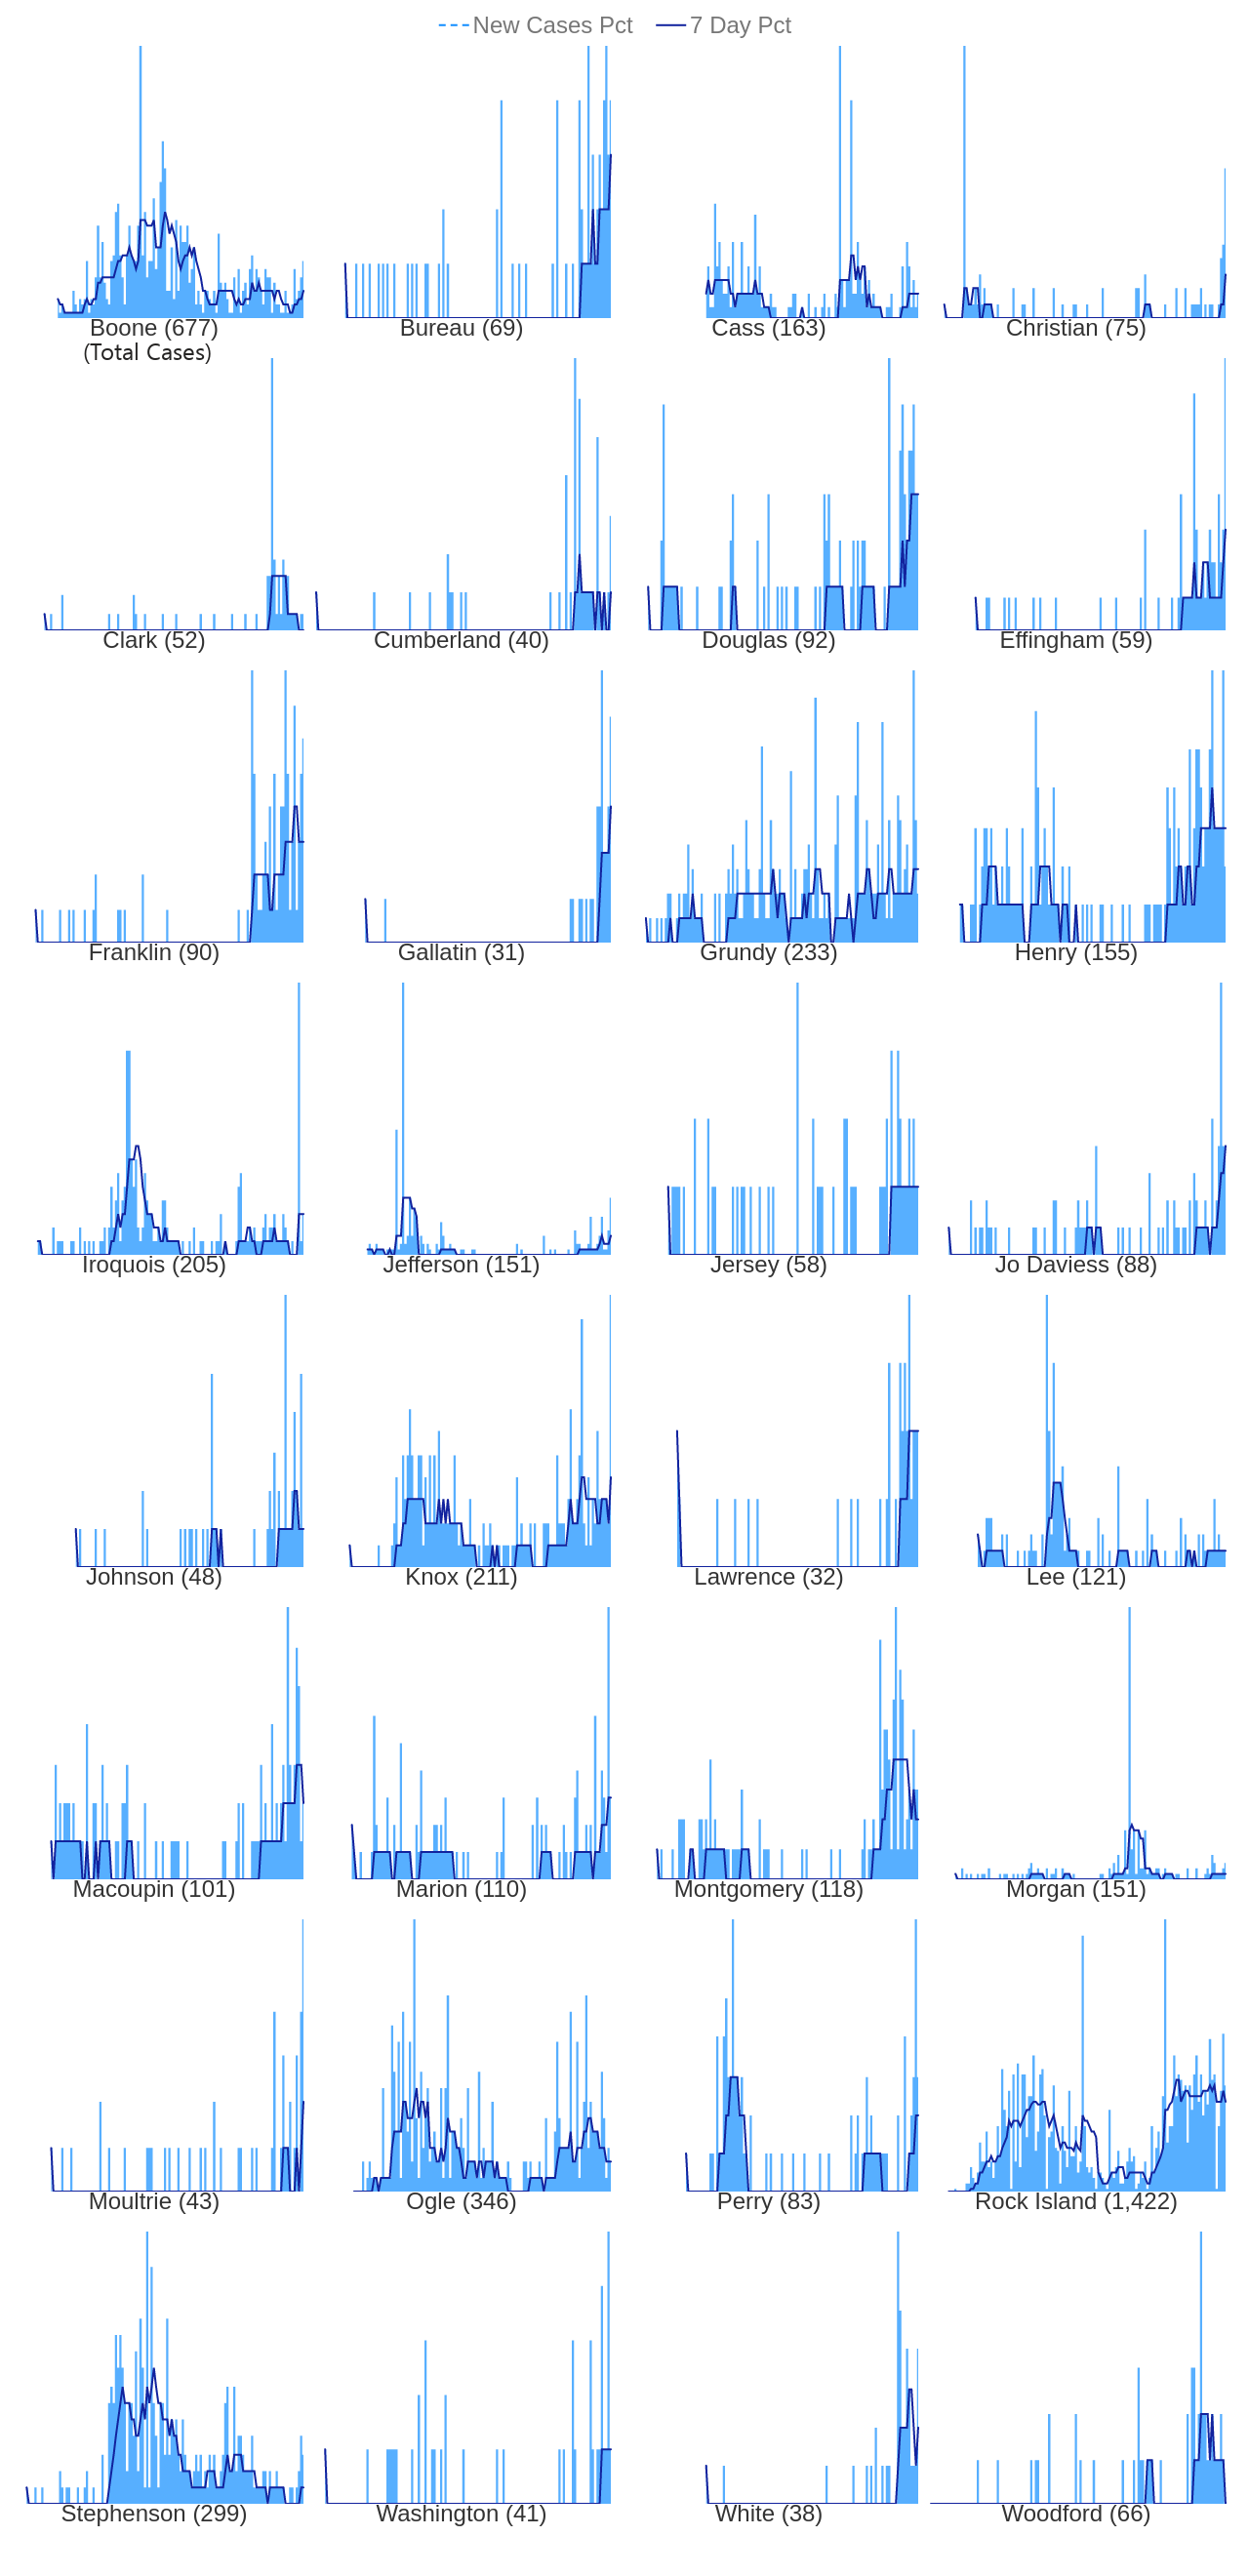 New Cases Pct 7 Day Pct
Boone (677) Bureau (69) Cass (163) Christian (75)
(Total Cases)
Clark (52) Cumberland (40) Douglas (92) Effingham (59)
Franklin (90) Gallatin (31) Grundy (233) Henry (155)
Iroquois (205) Jefferson (151) Jersey (58) Jo Daviess (88)
Johnson (48) Knox (211) Lawrence (32) Lee (121)
Macoupin (101) Marion (110) Montgomery (118) Morgan (151)
Moultrie (43) Ogle (346) Perry (83) Rock Island (1,422)
Stephenson (299) Washington (41) White (38) Woodford (66)